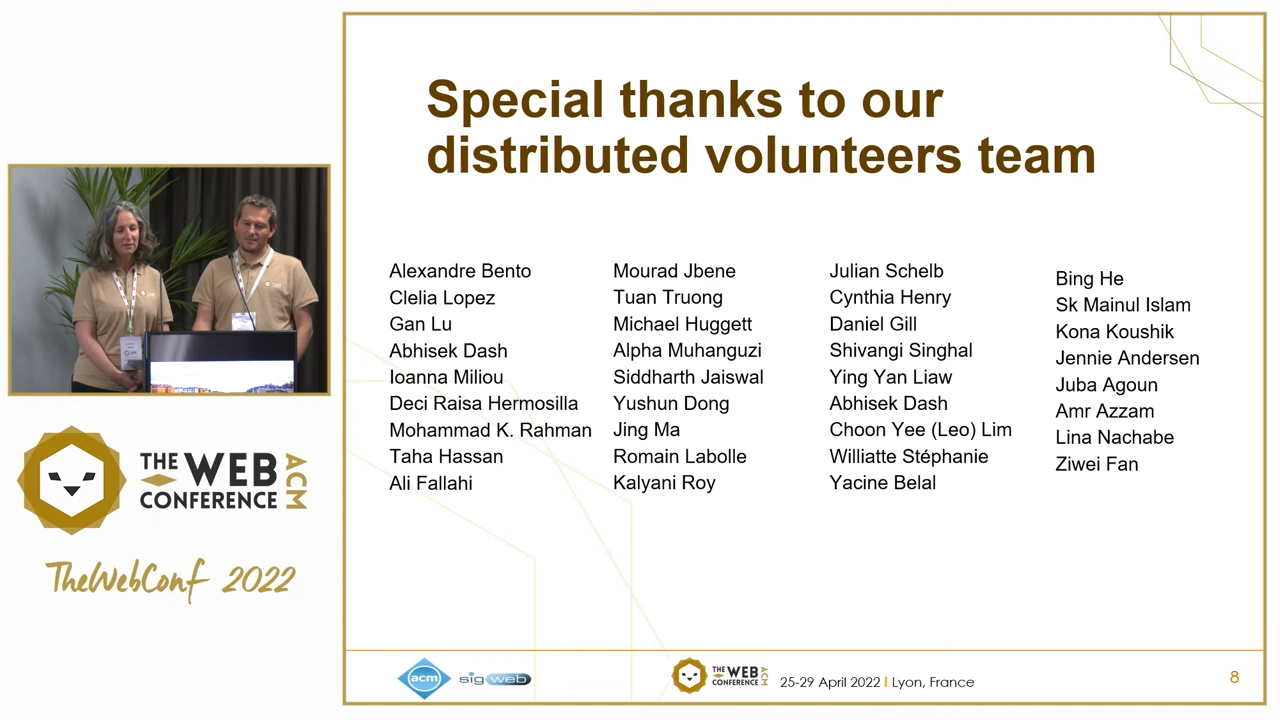 Special thanks to our
distributed volunteers team
Alexandre Bento
Clelia Lopez
Gan Lu
Abhisek Dash
Ioanna Miliou
Deci Raisa Hermosilla
Mohammad K. Rahman
Taha Hassan
Ali Fallahi
Mourad Jbene
Tuan Truong
Michael Huggett
Alpha Muhanguzi
Siddharth Jaiswal
Yushun Dong
Jing Ma
Romain Labolle
Kalyani Roy
Julian Schelb
Cynthia Henry
Daniel Gill
Shivangi Singhal
Ying Yan Liaw
Abhisek Dash
Choon Yee (Leo) Lim
Williatte Stéphanie
Yacine Belal
Bing He
Sk Mainul Islam
Kona Koushik
Jennie Andersen
Juba Agoun
Amr Azzam
Lina Nachabe
Ziwei Fan
THE WEB
CONFERENCE
ACM
TheWebConf 2022
acm
sigweb
THE WEB
CONFERENCE
ACM
25-29 April 2022 | Lyon, France
8